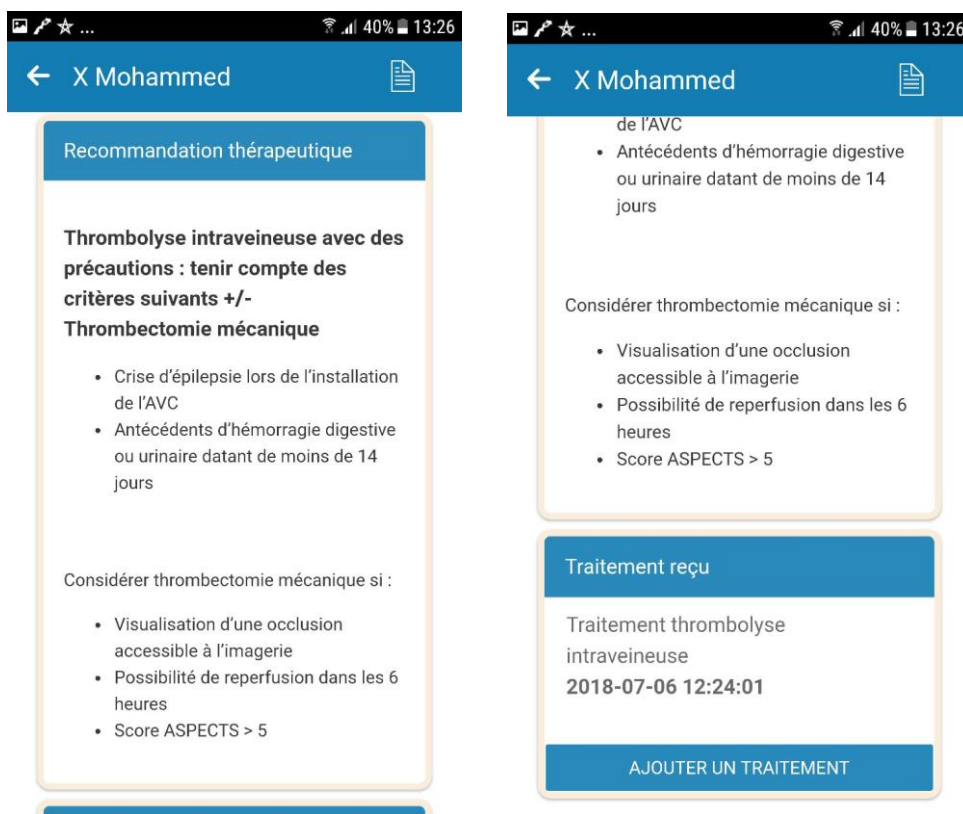 ... 40% 13:26
X Mohammed
Recommandation thérapeutique
Thrombolyse intraveineuse avec des
précautions : tenir compte des
critères suivants +/-
Thrombectomie mécanique
• Crise d'épilepsie lors de l'installation
de l'AVC
• Antécédents d'hémorragie digestive
ou urinaire datant de moins de 14
jours
Considérer thrombectomie mécanique si :
• Visualisation d'une occlusion
accessible à l'imagerie
• Possibilité de reperfusion dans les 6
heures
• Score ASPECTS > 5
... 40% 13:26
X Mohammed
de l'AVC
• Antécédents d'hémorragie digestive
ou urinaire datant de moins de 14
jours
Considérer thrombectomie mécanique si :
• Visualisation d'une occlusion
accessible à l'imagerie
• Possibilité de reperfusion dans les 6
heures
• Score ASPECTS > 5
Traitement reçu
Traitement thrombolyse
intraveineuse
2018-07-06 12:24:01
AJOUTER UN TRAITEMENT